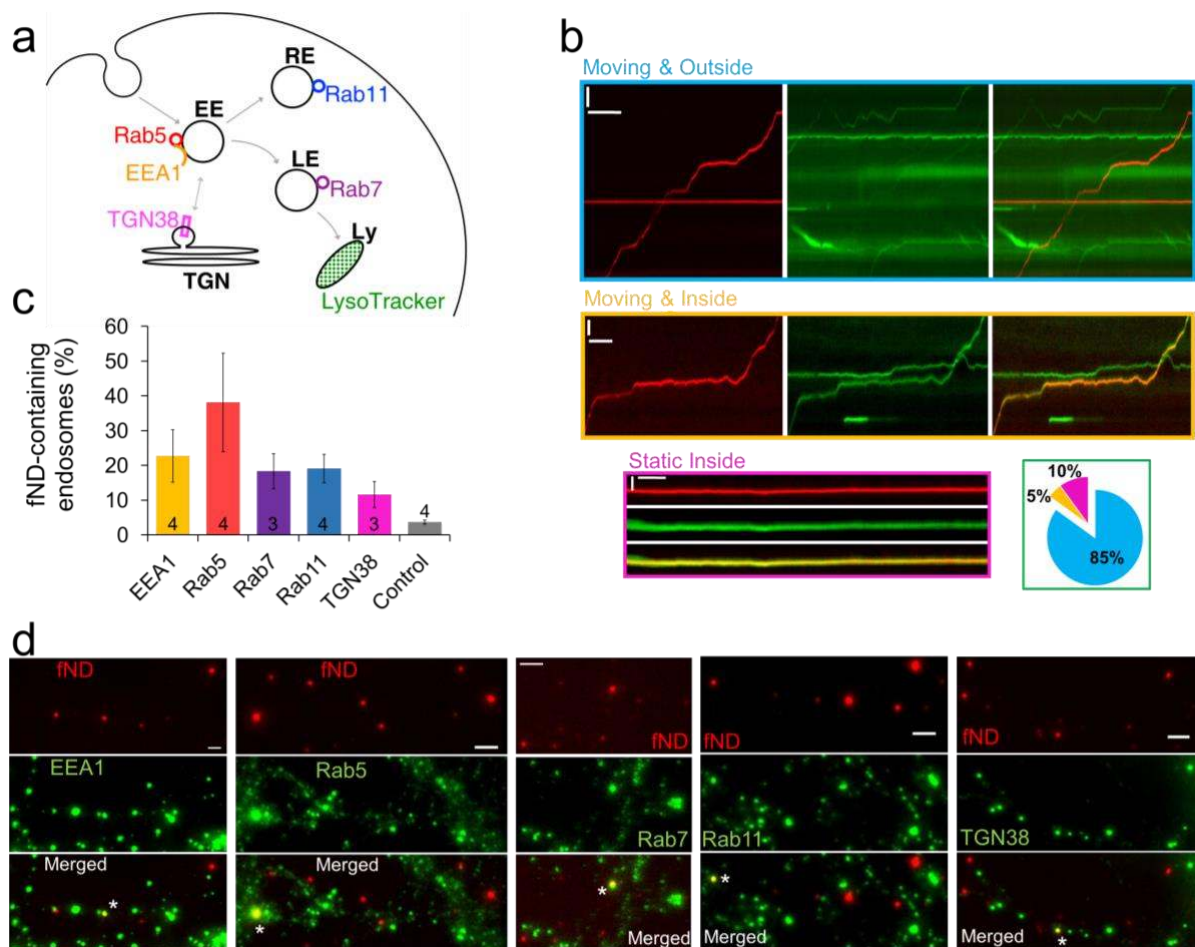 a
RE
Rab11
EE
Rab5
EEA1
LE
Rab7
TGN38
TGN
Ly
LysoTracker
b
Moving & Outside
Moving & Inside
Static Inside
10%
5%
85%
c
fND-containing
endosomes (%)
60
50
40
30
20
10
0
4
4
3
4
3
4
EEA1
Rab5
Rab7
Rab11
TGN38
Control
d
fND
fND
fND
fND
fND
EEA1
Rab5
Rab7
Rab11
TGN38
Merged
Merged
Merged
Merged
Merged
*
*
*
*
*